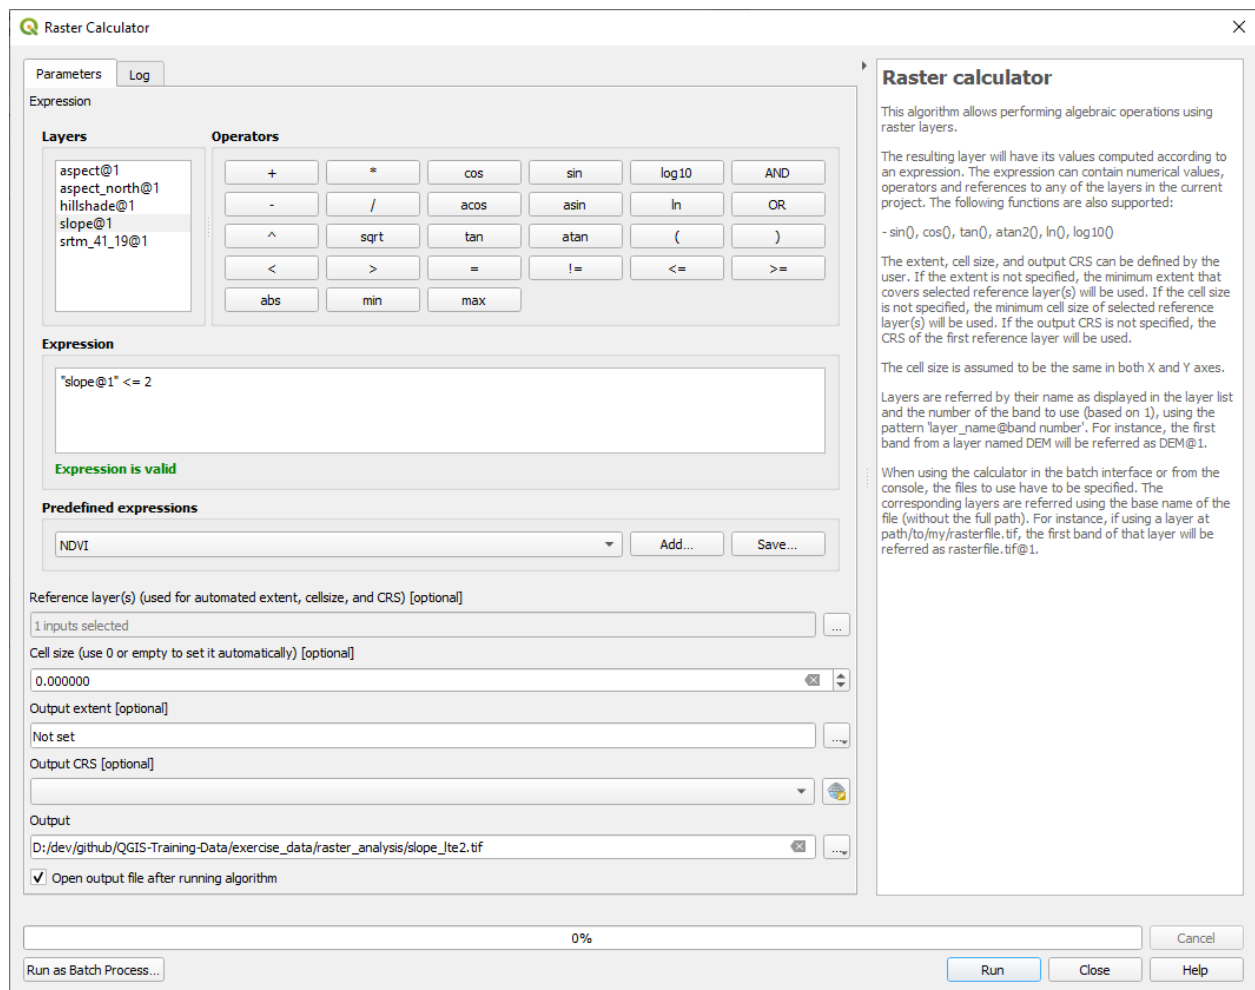 Raster Calculator
Parameters
Log
Expression
Layers
Operators
aspect@1
aspect_north@1
hillshade@1
slope@1
srtm_41_19@1
+ * cos sin log10 AND
- / acos asin ln OR
^ sqrt tan atan ( )
< > = != <= >=
abs min max
Expression
"slope@1" <= 2
Expression is valid
Predefined expressions
NDVI
Add...
Save...
Reference layer(s) (used for automated extent, cellsize, and CRS) [optional]
1 inputs selected
...
Cell size (use 0 or empty to set it automatically) [optional]
0.000000
Output extent [optional]
Not set
...
Output CRS [optional]
Output
D:/dev/github/QGIS-Training-Data/exercise_data/raster_analysis/slope_lte2.tif
...
Open output file after running algorithm
Raster calculator
This algorithm allows performing algebraic operations using
raster layers.
The resulting layer will have its values computed according to
an expression. The expression can contain numerical values,
operators and references to any of the layers in the current
project. The following functions are also supported:
- sin(), cos(), tan(), atan2(), ln(), log10()
The extent, cell size, and output CRS can be defined by the
user. If the extent is not specified, the minimum extent that
covers selected reference layer(s) will be used. If the cell size
is not specified, the minimum cell size of selected reference
layer(s) will be used. If the output CRS is not specified, the
CRS of the first reference layer will be used.
The cell size is assumed to be the same in both X and Y axes.
Layers are referred by their name as displayed in the layer list
and the number of the band to use (based on 1), using the
pattern 'layer_name@band number'. For instance, the first
band from a layer named DEM will be referred as DEM@1.
When using the calculator in the batch interface or from the
console, the files to use have to be specified. The
corresponding layers are referred using the base name of the
file (without the full path). For instance, if using a layer at
path/to/my/rasterfile.tif, the first band of that layer will be
referred as rasterfile.tif@1.
0%
Cancel
Run as Batch Process...
Run
Close
Help